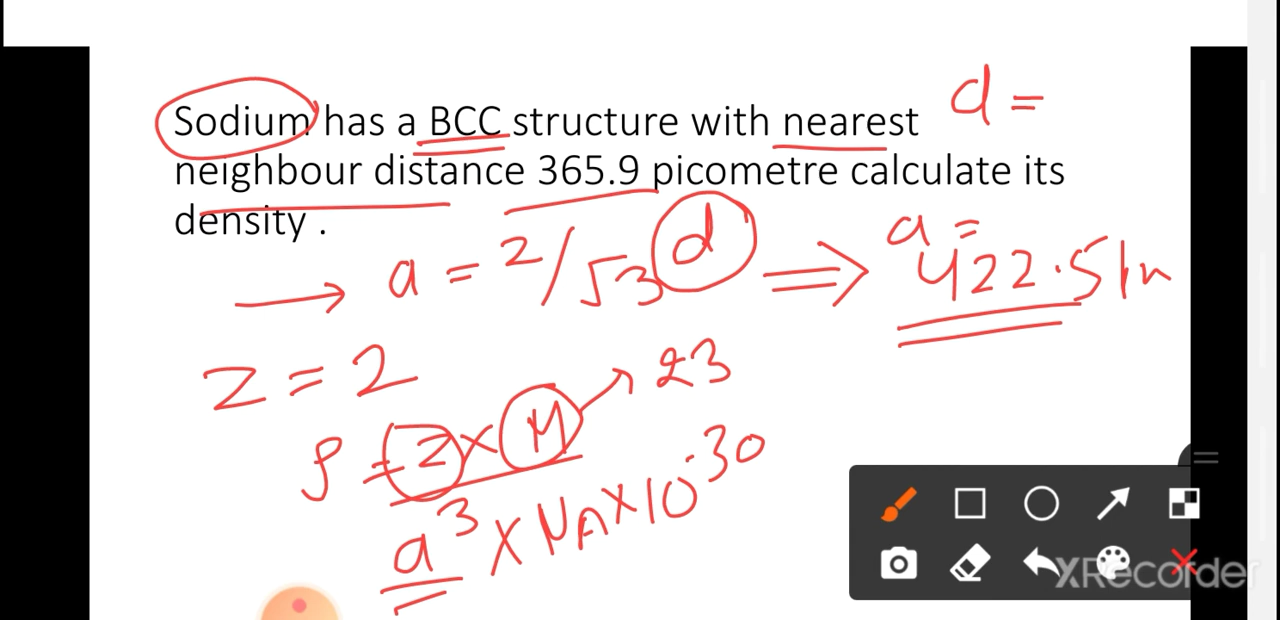 Sodium has a BCC structure with nearest
neighbour distance 365.9 picometre calculate its
density .
d =
→ a = 2/√3 d ⇒ a = 422.5
z = 2
ρ = z × M → 23
a³ × NA × 10⁻³⁰
XRecorder